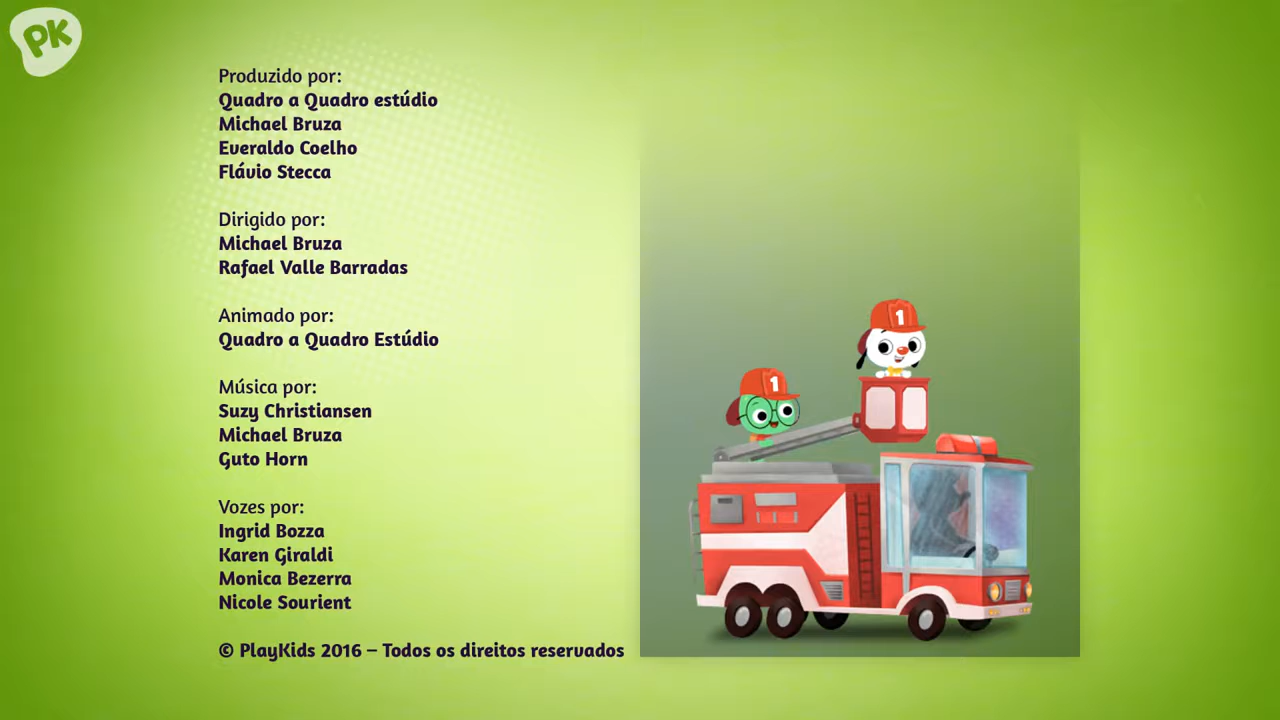 PK
Produzido por:
Quadro a Quadro estúdio
Michael Bruza
Everaldo Coelho
Flávio Stecca
Dirigido por:
Michael Bruza
Rafael Valle Barradas
Animado por:
Quadro a Quadro Estúdio
Música por:
Suzy Christiansen
Michael Bruza
Guto Horn
Vozes por:
Ingrid Bozza
Karen Giraldi
Monica Bezerra
Nicole Sourient
© PlayKids 2016 – Todos os direitos reservados
1
1